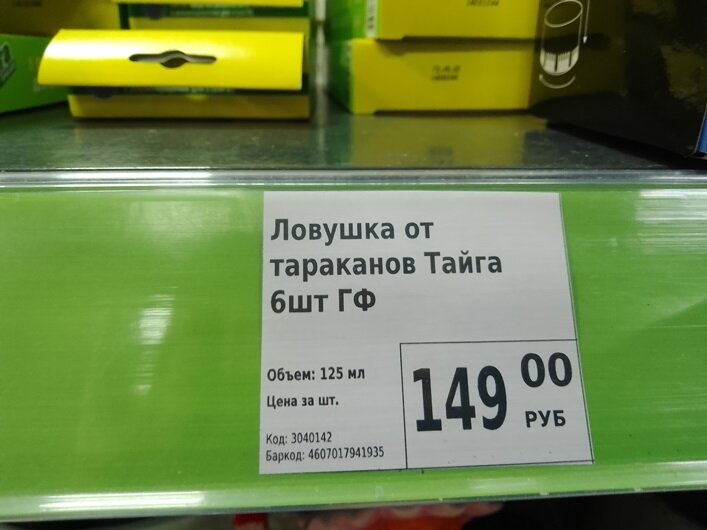 Ловушка от
тараканов Тайга
6шт ГФ
Объем: 125 мл
Цена за шт.
149 00
РУБ
Код: 3040142
Баркод: 4607017941935